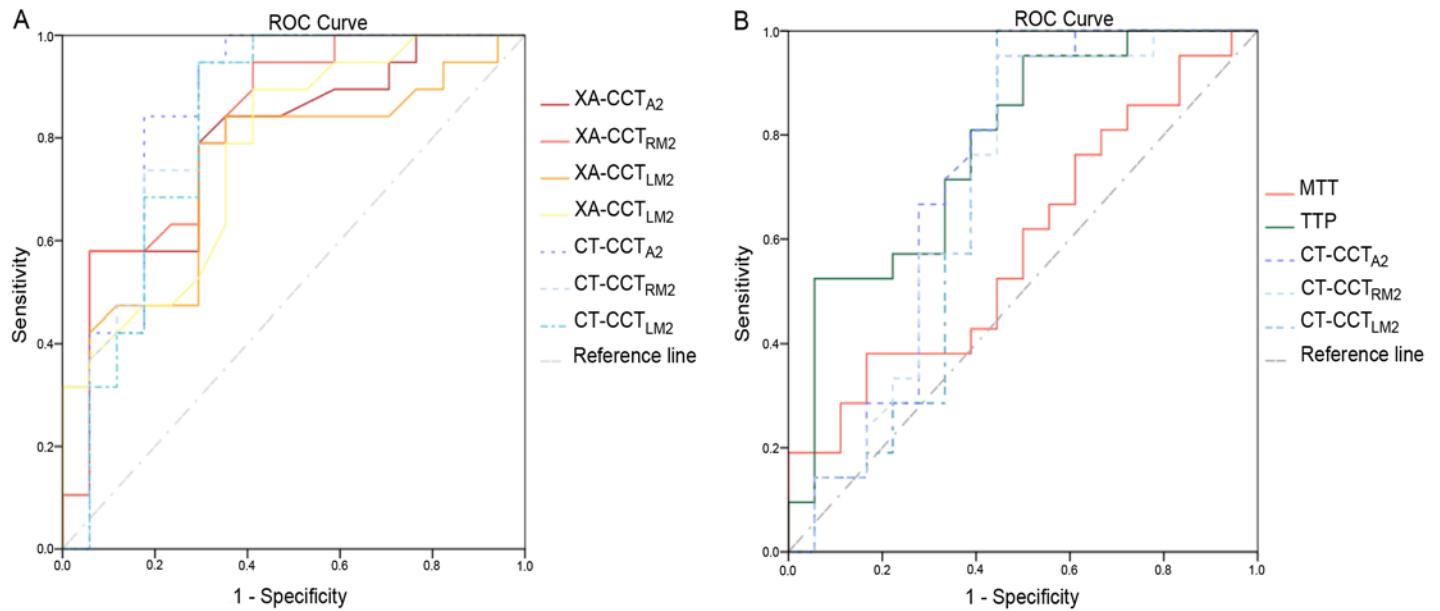 A
ROC Curve
1.0
0.8
0.6
0.4
0.2
0.0
Sensitivity
0.0 0.2 0.4 0.6 0.8 1.0
1 - Specificity
XA-CCTA2
XA-CCTRM2
XA-CCTLM2
XA-CCTLM2
CT-CCTA2
CT-CCTRM2
CT-CCTLM2
Reference line
B
ROC Curve
1.0
0.8
0.6
0.4
0.2
0.0
Sensitivity
0.0 0.2 0.4 0.6 0.8 1.0
1 - Specificity
MTT
TTP
CT-CCTA2
CT-CCTRM2
CT-CCTLM2
Reference line